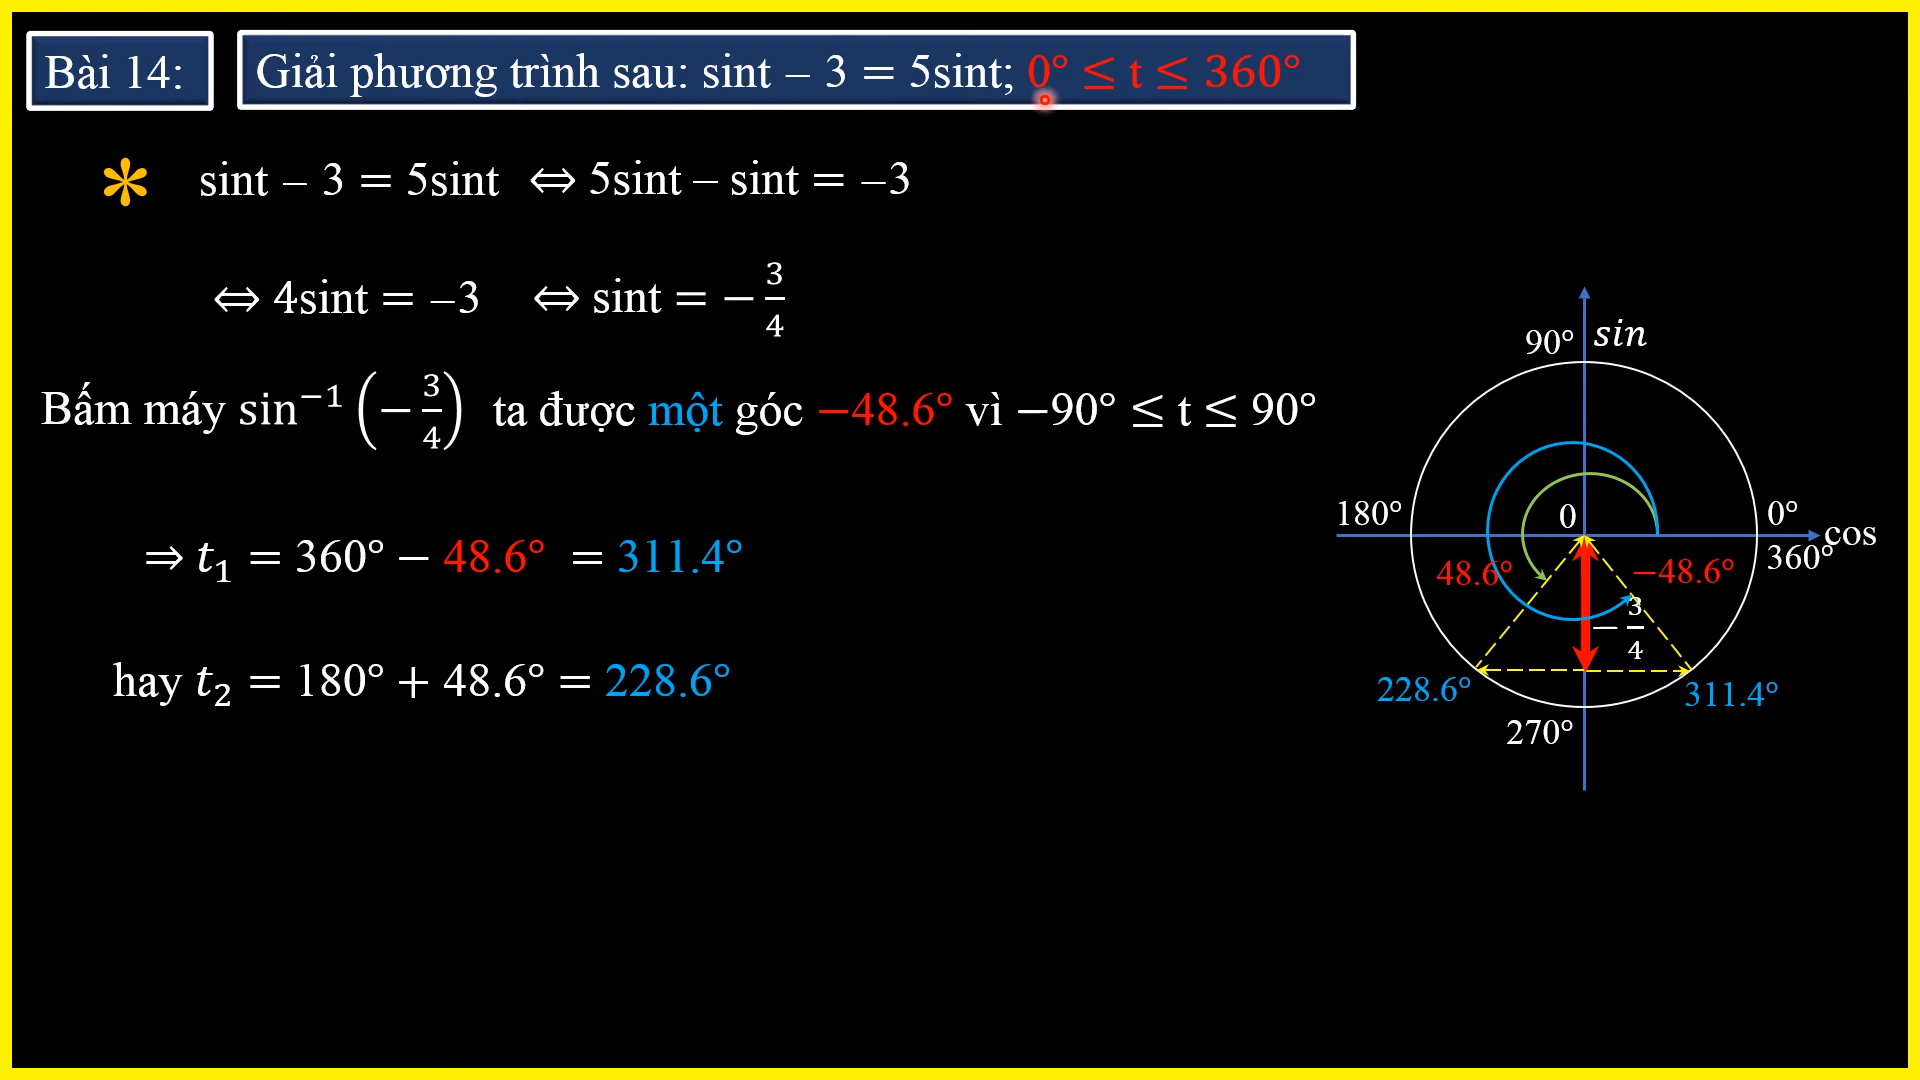 Bài 14:
Giải phương trình sau: sint – 3 = 5sint; 0° ≤ t ≤ 360°
* sint – 3 = 5sint ⇔ 5sint – sint = –3
⇔ 4sint = –3 ⇔ sint = −3/4
Bấm máy sin⁻¹(−3/4) ta được một góc −48.6° vì −90° ≤ t ≤ 90°
⇒ t₁ = 360° − 48.6° = 311.4°
hay t₂ = 180° + 48.6° = 228.6°
90° sin
180° 0 0°
cos
360°
48.6° −48.6°
−3/4
228.6° 311.4°
270°